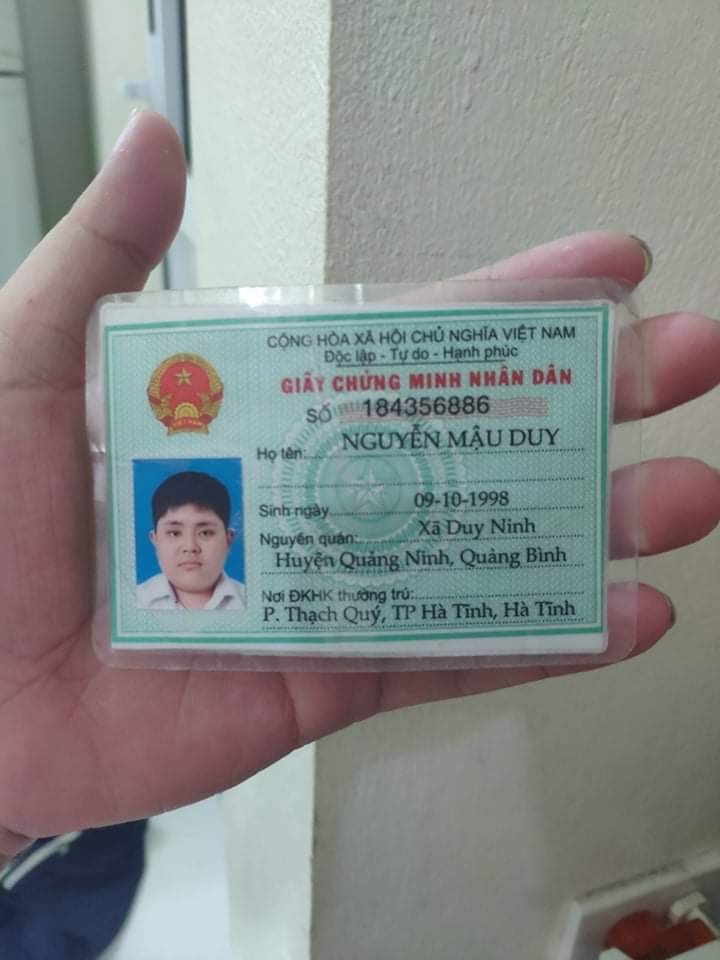 CỘNG HÒA XÃ HỘI CHỦ NGHĨA VIỆT NAM
Độc lập - Tự do - Hạnh phúc
GIẤY CHỨNG MINH NHÂN DÂN
SỐ 184356886
Họ tên: NGUYỄN MẬU DUY
Sinh ngày 09-10-1998
Nguyên quán: Xã Duy Ninh
Huyện Quảng Ninh, Quảng Bình
Nơi ĐKHK thường trú:
P. Thạch Quý, TP Hà Tĩnh, Hà Tĩnh
VIỆT NAM